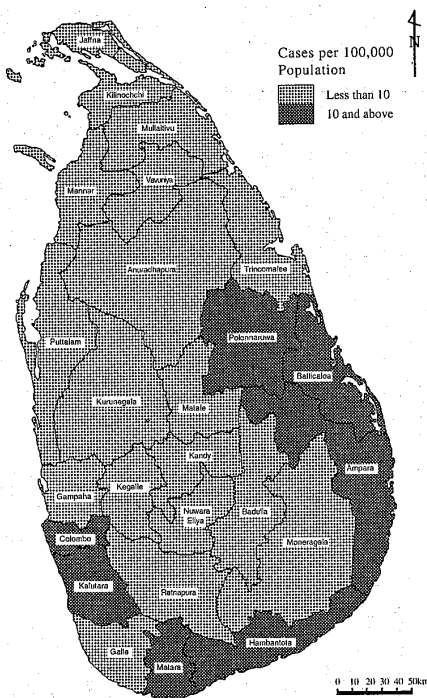 Jaffna
N
Cases per 100,000
Population
Less than 10
10 and above
Kilinochchi
Mullaitivu
Vavuniya
Mannar
Anuradhapura
Trincomalee
Polonnaruwa
Puttalam
Batticaloa
Kurunegala
Matale
Kandy
Ampara
Kegalle
Gampaha
Nuwara
Eliya
Badulla
Colombo
Moneragala
Kalutara
Ratnapura
Hambantota
Galle
Matara
0 10 20 30 40 50km